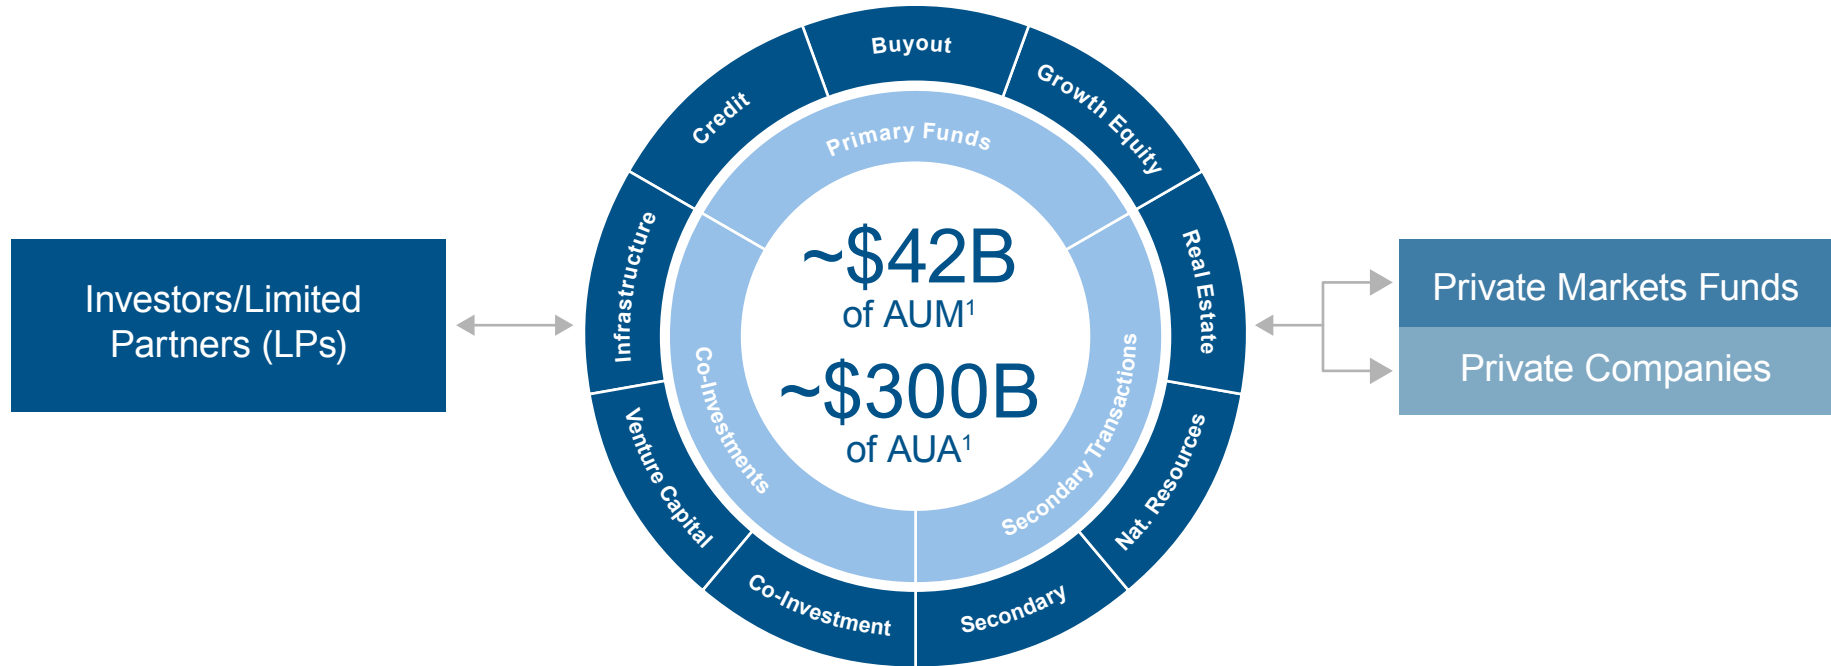 Investors/Limited
Partners (LPs)
Buyout
Growth Equity
Real Estate
Nat. Resources
Secondary
Co-Investment
Venture Capital
Infrastructure
Credit
Primary Funds
Secondary Transactions
Co-Investments
~$42B
of AUM¹
~$300B
of AUA¹
Private Markets Funds
Private Companies